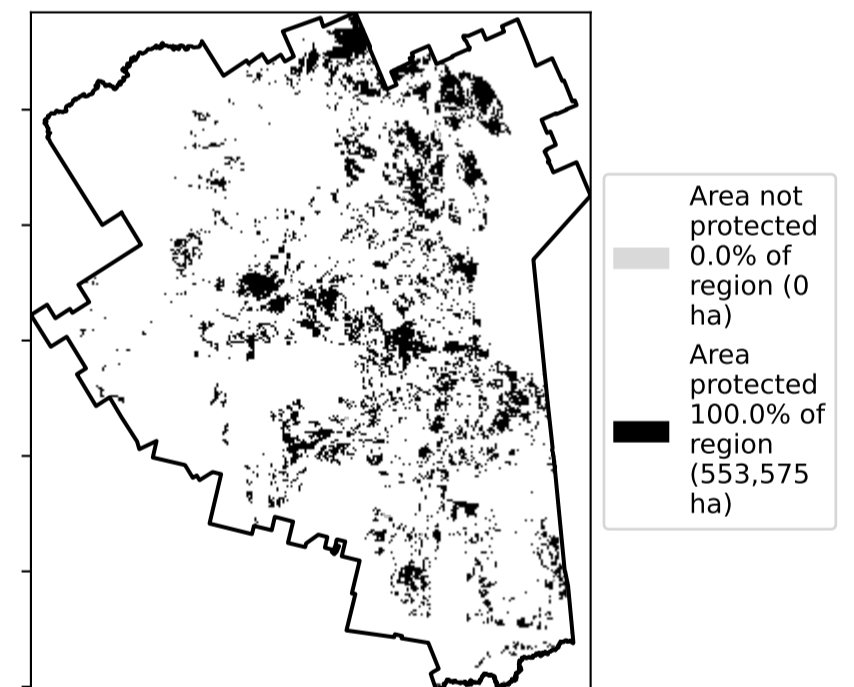 Area not
protected
0.0% of
region (0
ha)
Area
protected
100.0% of
region
(553,575
ha)